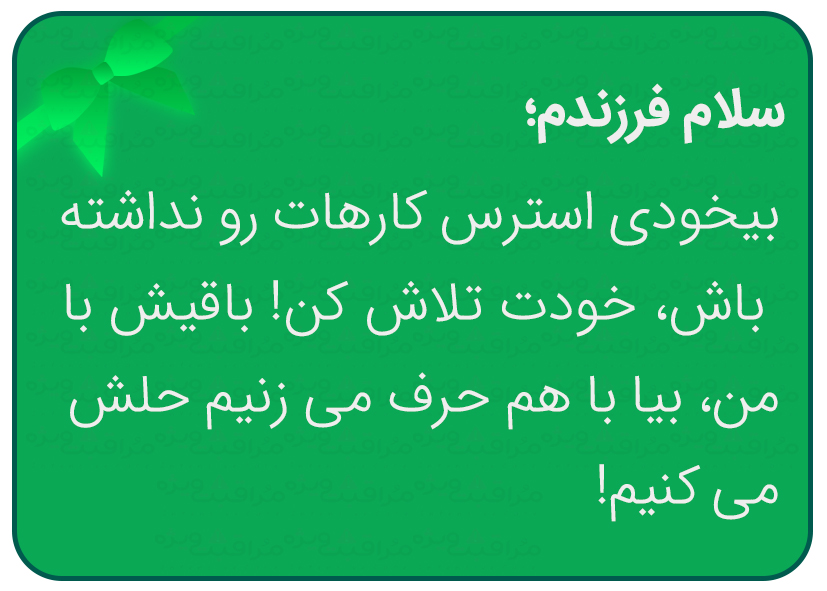 سلام فرزندم؛
بیخودی استرس کارهات رو نداشته
باش، خودت تلاش کن! باقیش با
من، بیا با هم حرف می زنیم حلش
می کنیم!